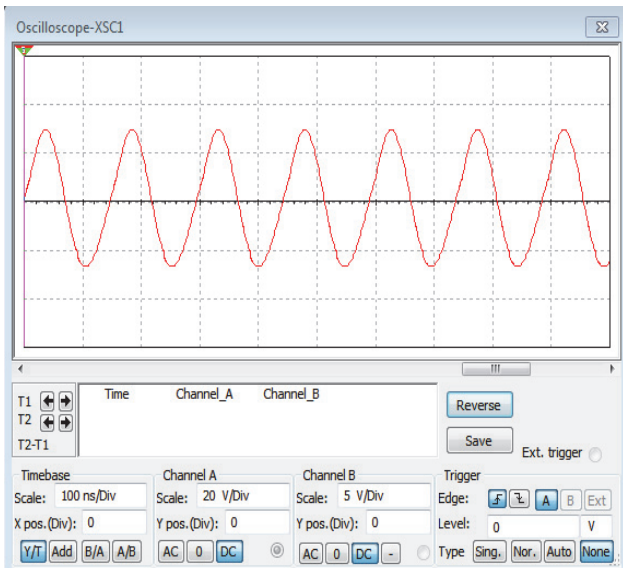 Oscilloscope-XSC1
Time Channel_A Channel_B
T1
T2
T2-T1
Reverse
Save
Ext. trigger
Timebase
Scale: 100 ns/Div
X pos.(Div): 0
Y/T Add B/A A/B
Channel A
Scale: 20 V/Div
Y pos.(Div): 0
AC 0 DC
Channel B
Scale: 5 V/Div
Y pos.(Div): 0
AC 0 DC -
Trigger
Edge: A B Ext
Level: 0 V
Type Sing. Nor. Auto None